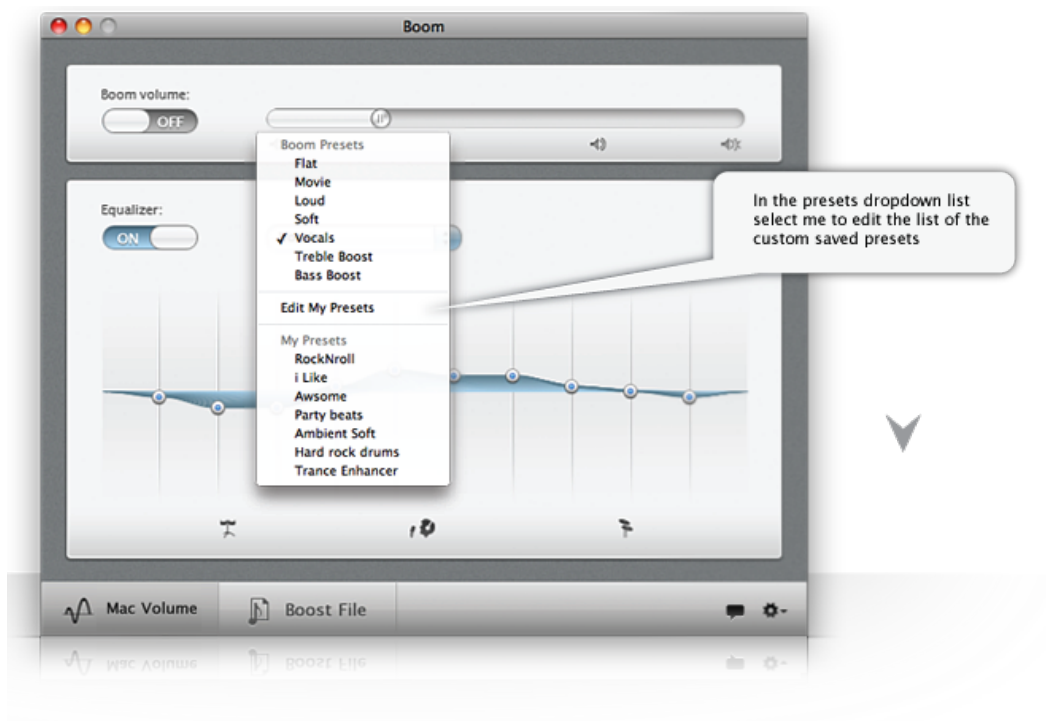 Boom
Boom volume:
OFF
Boom Presets
Flat
Movie
Loud
Soft
✓ Vocals
Treble Boost
Bass Boost
Edit My Presets
My Presets
RockNroll
i Like
Awsome
Party beats
Ambient Soft
Hard rock drums
Trance Enhancer
Equalizer:
ON
In the presets dropdown list
select me to edit the list of the
custom saved presets
Mac Volume
Boost File